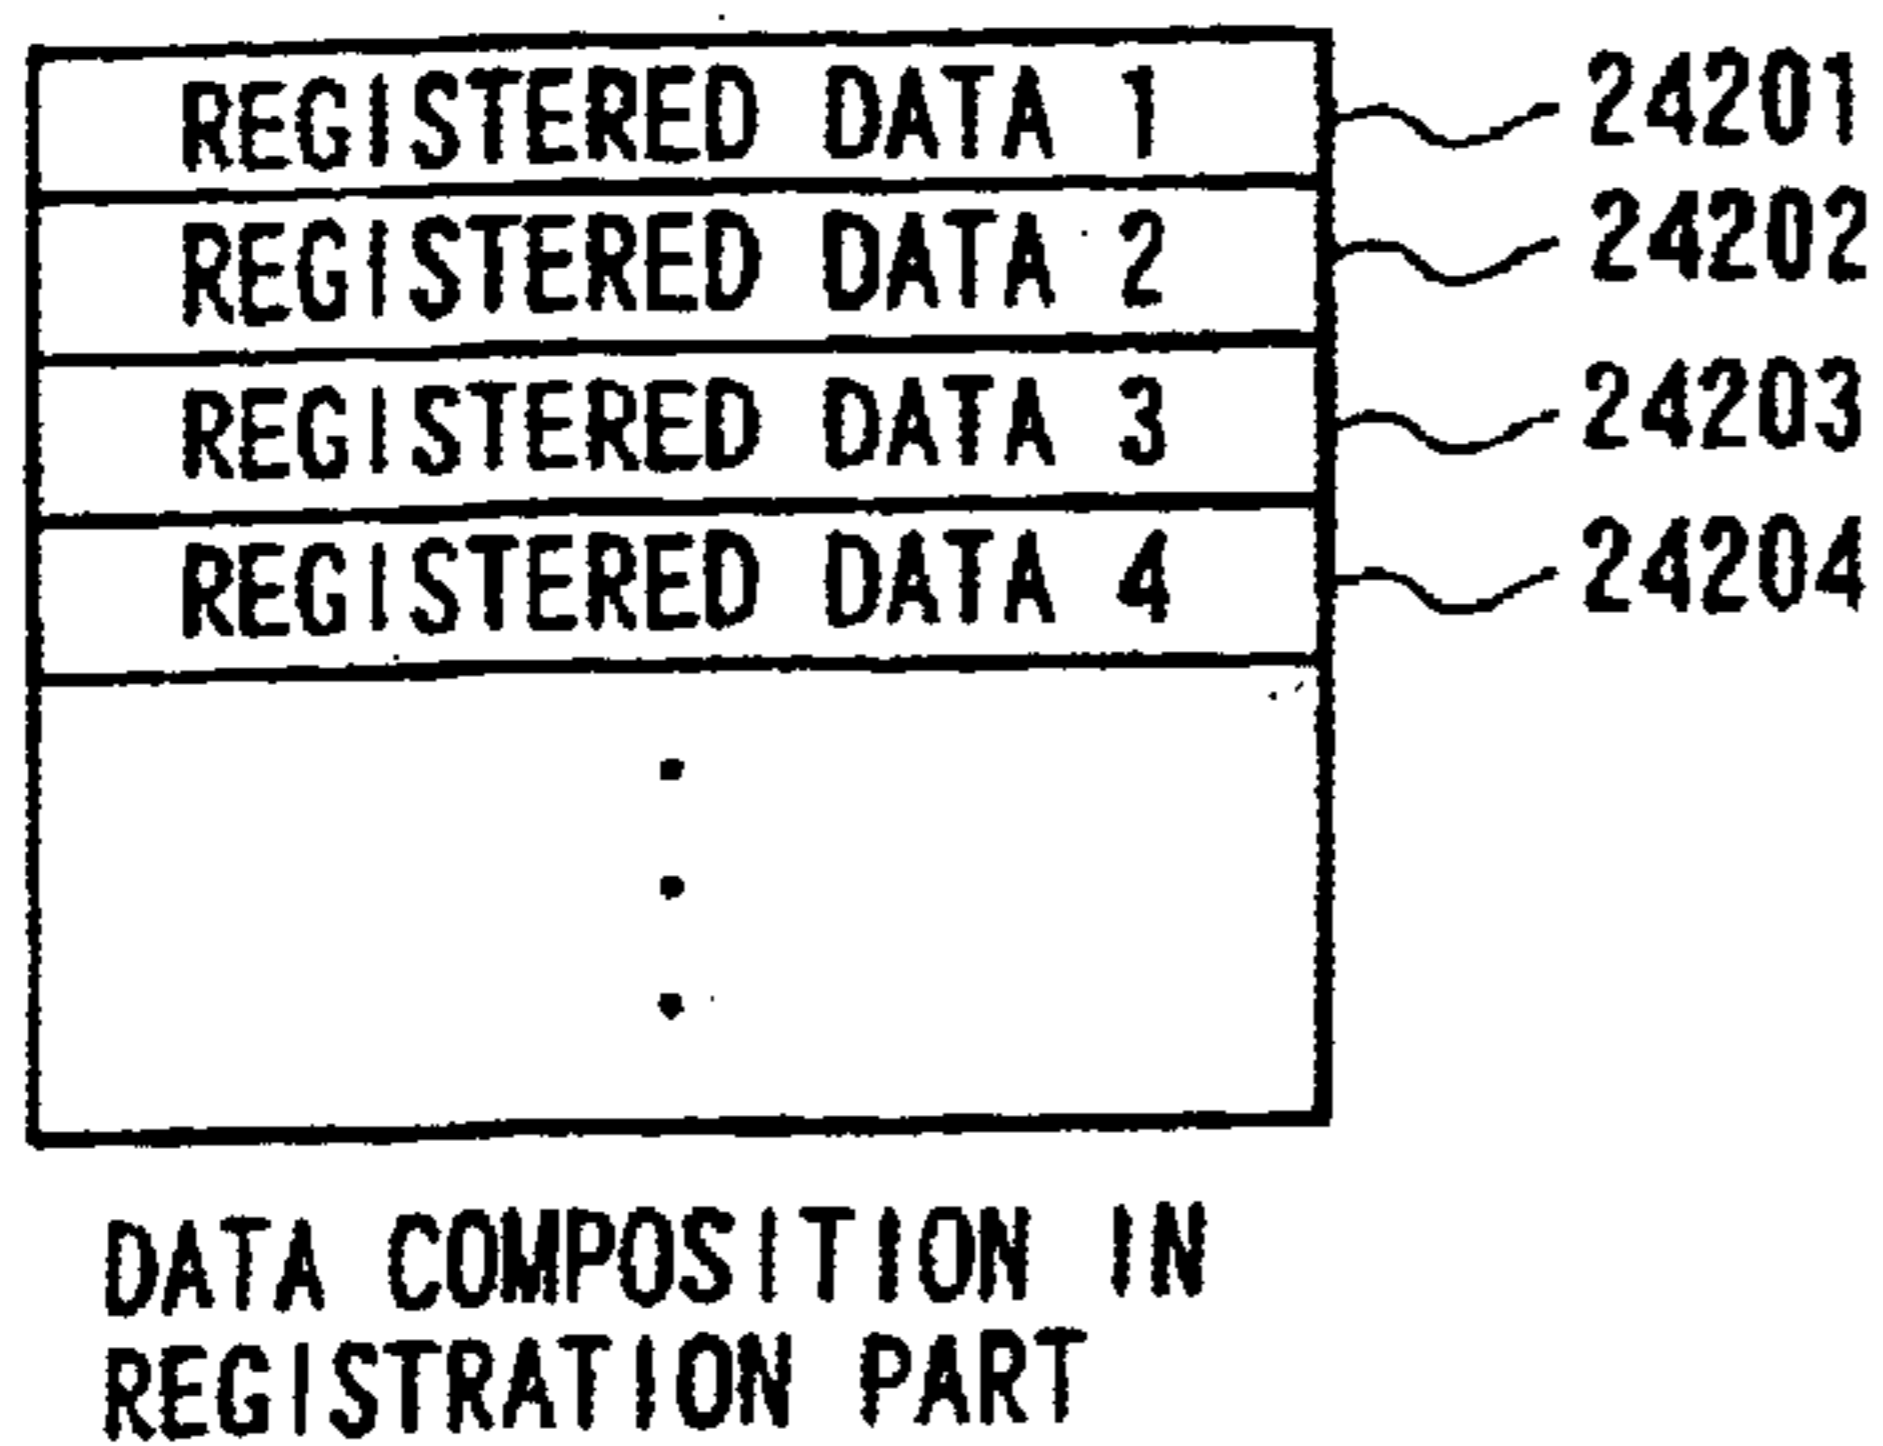 REGISTERED DATA 1 24201
REGISTERED DATA 2 24202
REGISTERED DATA 3 24203
REGISTERED DATA 4 24204
DATA COMPOSITION IN
REGISTRATION PART